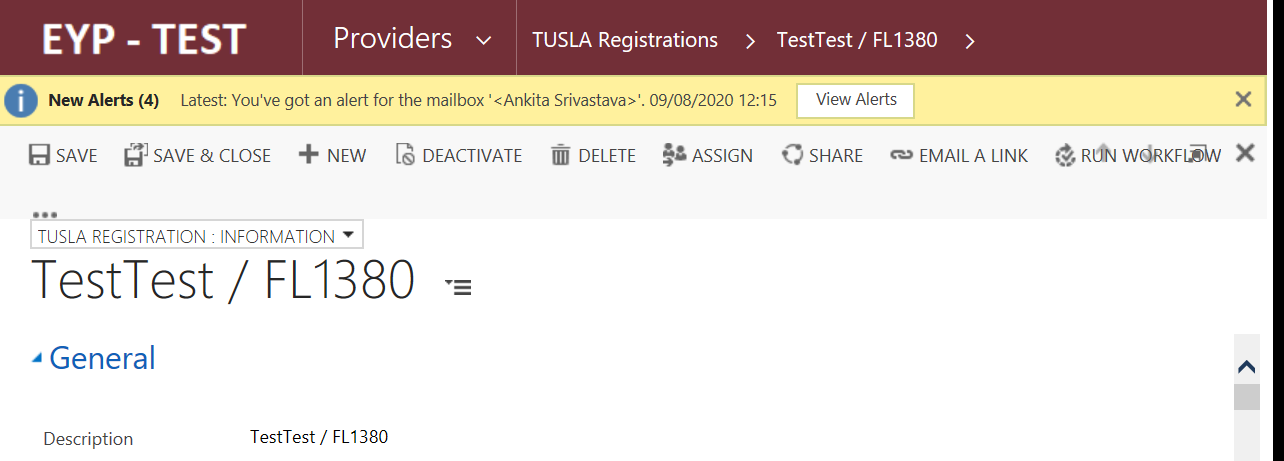 EYP - TEST Providers TUSLA Registrations TestTest / FL1380
New Alerts (4) Latest: You've got an alert for the mailbox '<Ankita Srivastava>'. 09/08/2020 12:15 View Alerts
SAVE SAVE & CLOSE NEW DEACTIVATE DELETE ASSIGN SHARE EMAIL A LINK RUN WORKFLOW
...
TUSLA REGISTRATION : INFORMATION
TestTest / FL1380
General
Description TestTest / FL1380